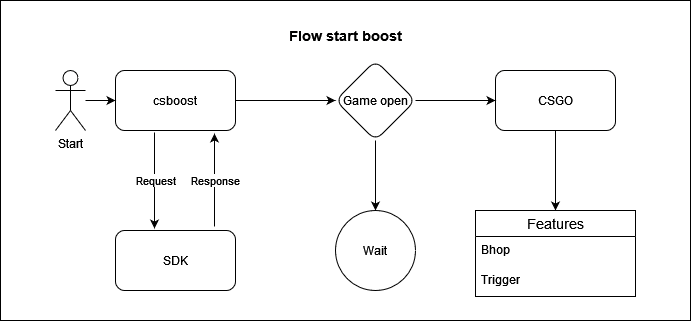 Flow start boost
csboost
Game open
CSGO
Start
Request
Response
Features
Bhop
Wait
SDK
Trigger